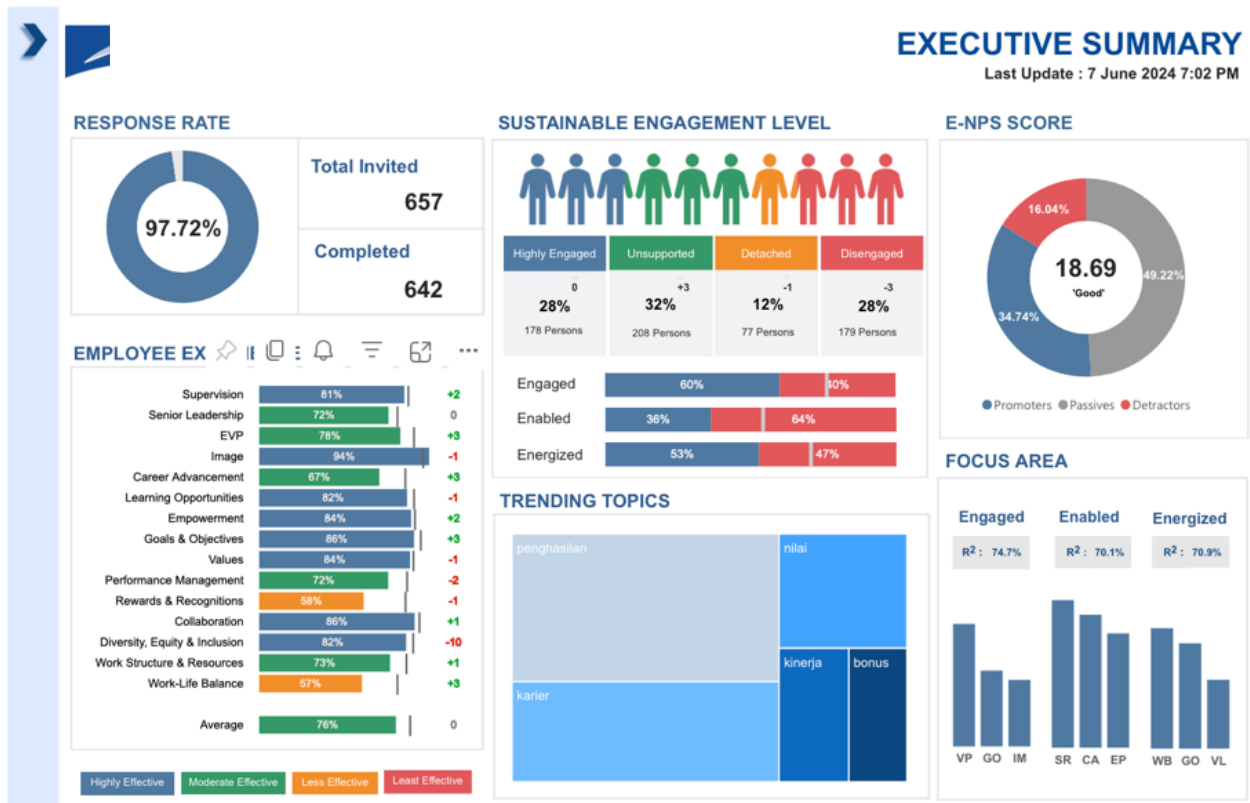 EXECUTIVE SUMMARY
Last Update : 7 June 2024 7:02 PM
RESPONSE RATE
97.72%
Total Invited
657
Completed
642
EMPLOYEE EX
Supervision 81% +2
Senior Leadership 72% 0
EVP 78% +3
Image 94% -1
Career Advancement 67% +3
Learning Opportunities 82% -1
Empowerment 84% +2
Goals & Objectives 86% +3
Values 84% -1
Performance Management 72% -2
Rewards & Recognitions 58% -1
Collaboration 86% +1
Diversity, Equity & Inclusion 82% -10
Work Structure & Resources 73% +1
Work-Life Balance 57% +3
Average 76% 0
Highly Effective Moderate Effective Less Effective Least Effective
SUSTAINABLE ENGAGEMENT LEVEL
Highly Engaged Unsupported Detached Disengaged
0 +3 -1 -3
28% 32% 12% 28%
178 Persons 208 Persons 77 Persons 179 Persons
Engaged 60% 40%
Enabled 36% 64%
Energized 53% 47%
TRENDING TOPICS
penghasilan
karier
nilai
kinerja
bonus
E-NPS SCORE
16.04%
49.22%
34.74%
18.69
'Good'
Promoters Passives Detractors
FOCUS AREA
Engaged Enabled Energized
R² : 74.7% R² : 70.1% R² : 70.9%
VP GO IM SR CA EP WB GO VL